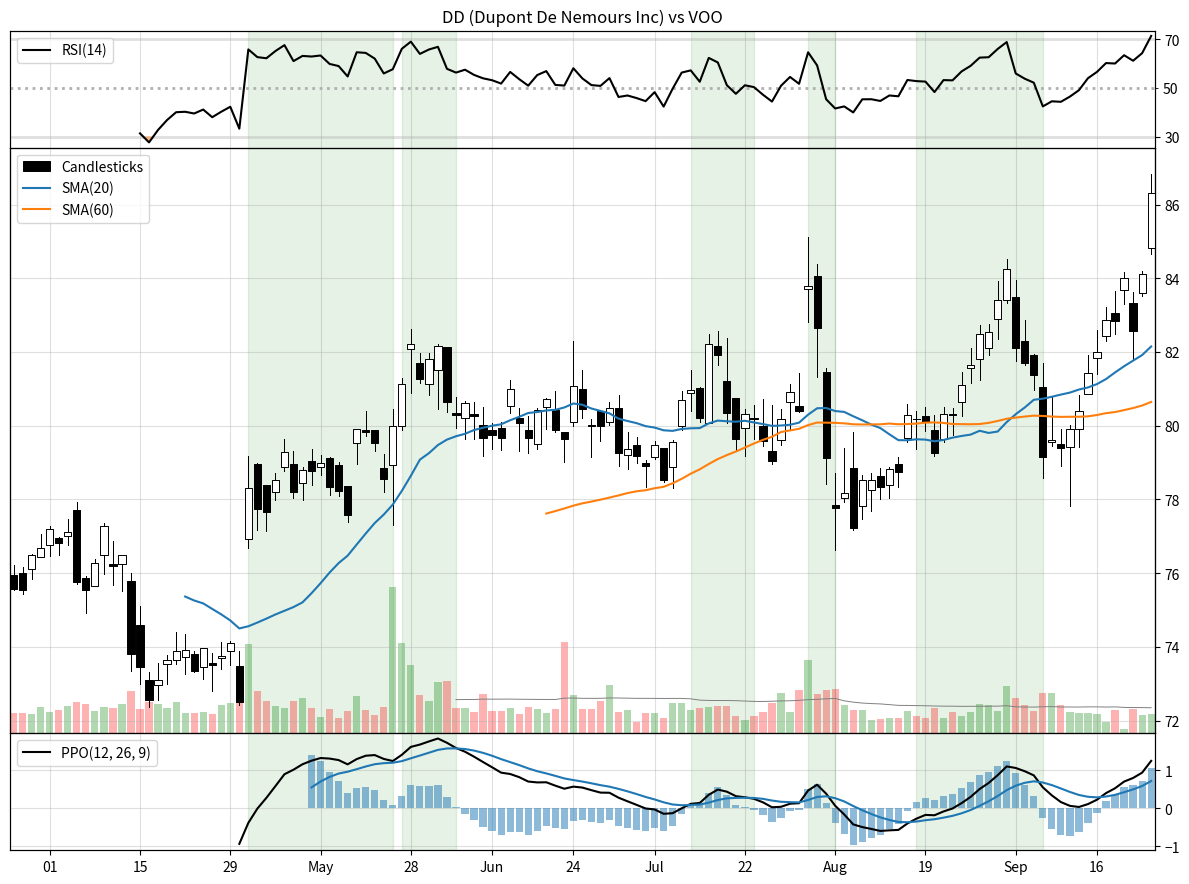 DD (Dupont De Nemours Inc) vs VOO
RSI(14)
70
50
30
Candlesticks
SMA(20)
SMA(60)
86
84
82
80
78
76
74
72
PPO(12, 26, 9)
1
0
−1
01 15 29 May 28 Jun 24 Jul 22 Aug 19 Sep 16